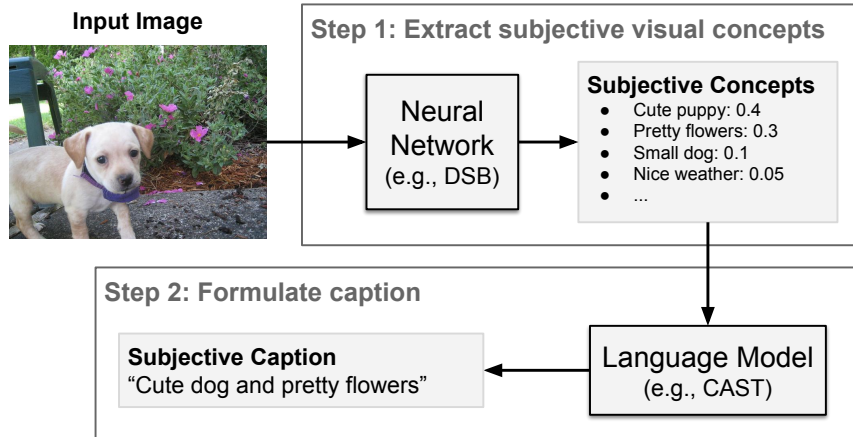 Input Image
Step 1: Extract subjective visual concepts
Neural
Network
(e.g., DSB)
Subjective Concepts
● Cute puppy: 0.4
● Pretty flowers: 0.3
● Small dog: 0.1
● Nice weather: 0.05
● ...
Step 2: Formulate caption
Language Model
(e.g., CAST)
Subjective Caption
“Cute dog and pretty flowers”